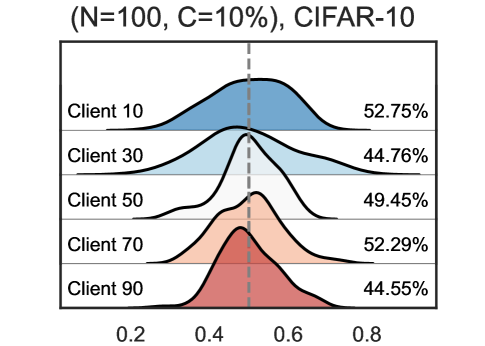 (N=100, C=10%), CIFAR-10
Client 10 52.75%
Client 30 44.76%
Client 50 49.45%
Client 70 52.29%
Client 90 44.55%
0.2 0.4 0.6 0.8